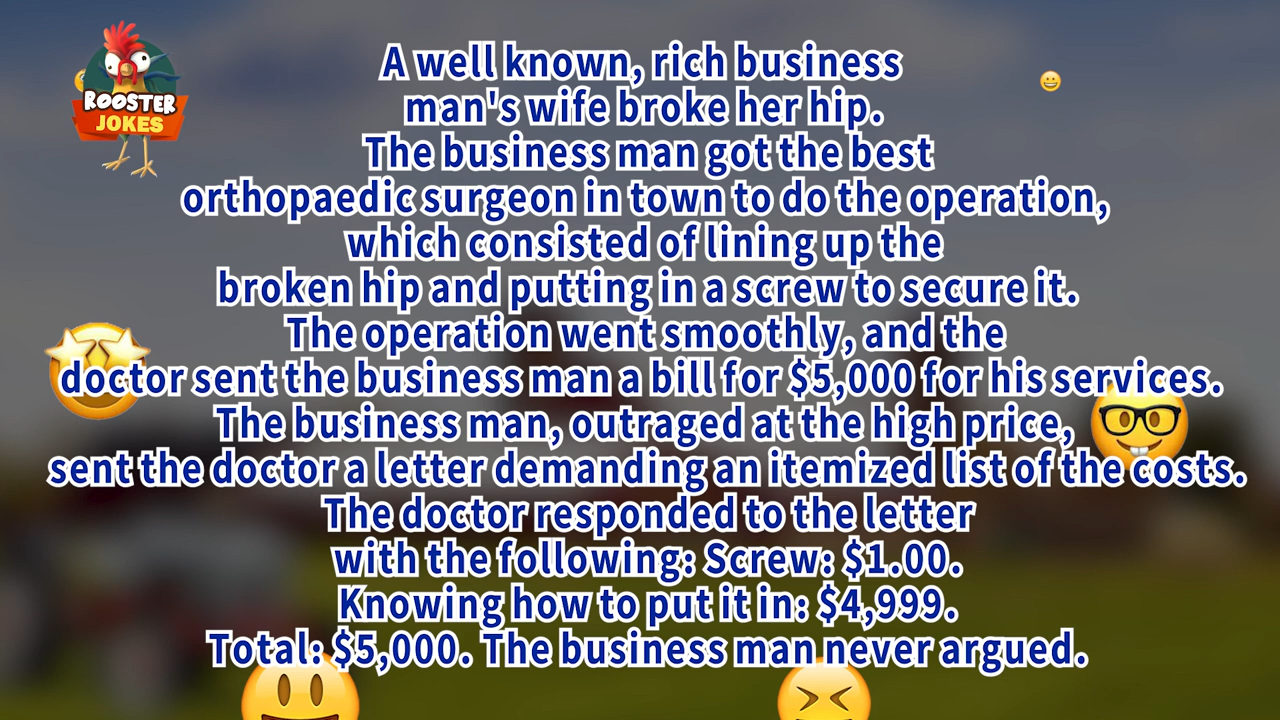 ROOSTER
JOKES
A well known, rich business
man's wife broke her hip.
The business man got the best
orthopaedic surgeon in town to do the operation,
which consisted of lining up the
broken hip and putting in a screw to secure it.
The operation went smoothly, and the
doctor sent the business man a bill for $5,000 for his services.
The business man, outraged at the high price,
sent the doctor a letter demanding an itemized list of the costs.
The doctor responded to the letter
with the following: Screw: $1.00.
Knowing how to put it in: $4,999.
Total: $5,000. The business man never argued.